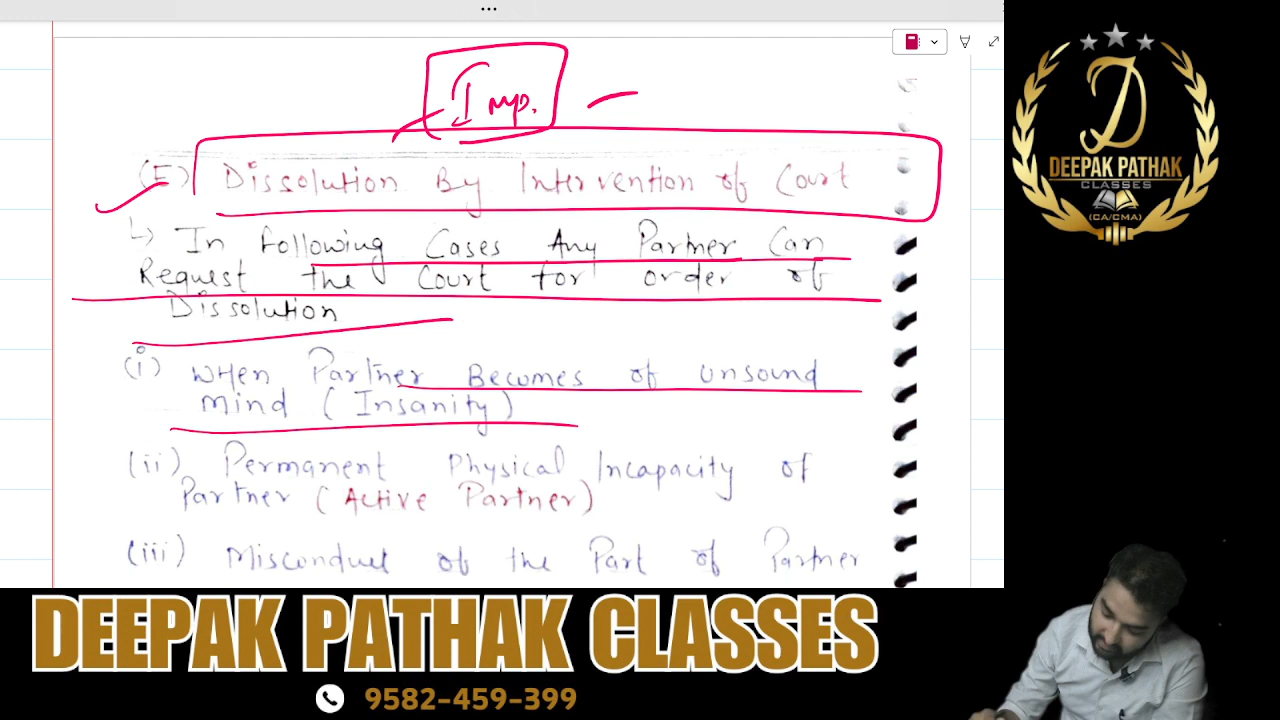 Imp.
(E) Dissolution By Intervention of Court
↳ In Following Cases Any Partner Can
Request the Court for order of
Dissolution
(i) WHen Partner Becomes of unsound
mind (Insanity)
(ii) Permanent Physical Incapacity of
Partner (Active Partner)
(iii) Misconduct of the Part of Partner
D
DEEPAK PATHAK
CLASSES
(CA/CMA)
DEEPAK PATHAK CLASSES
9582-459-399